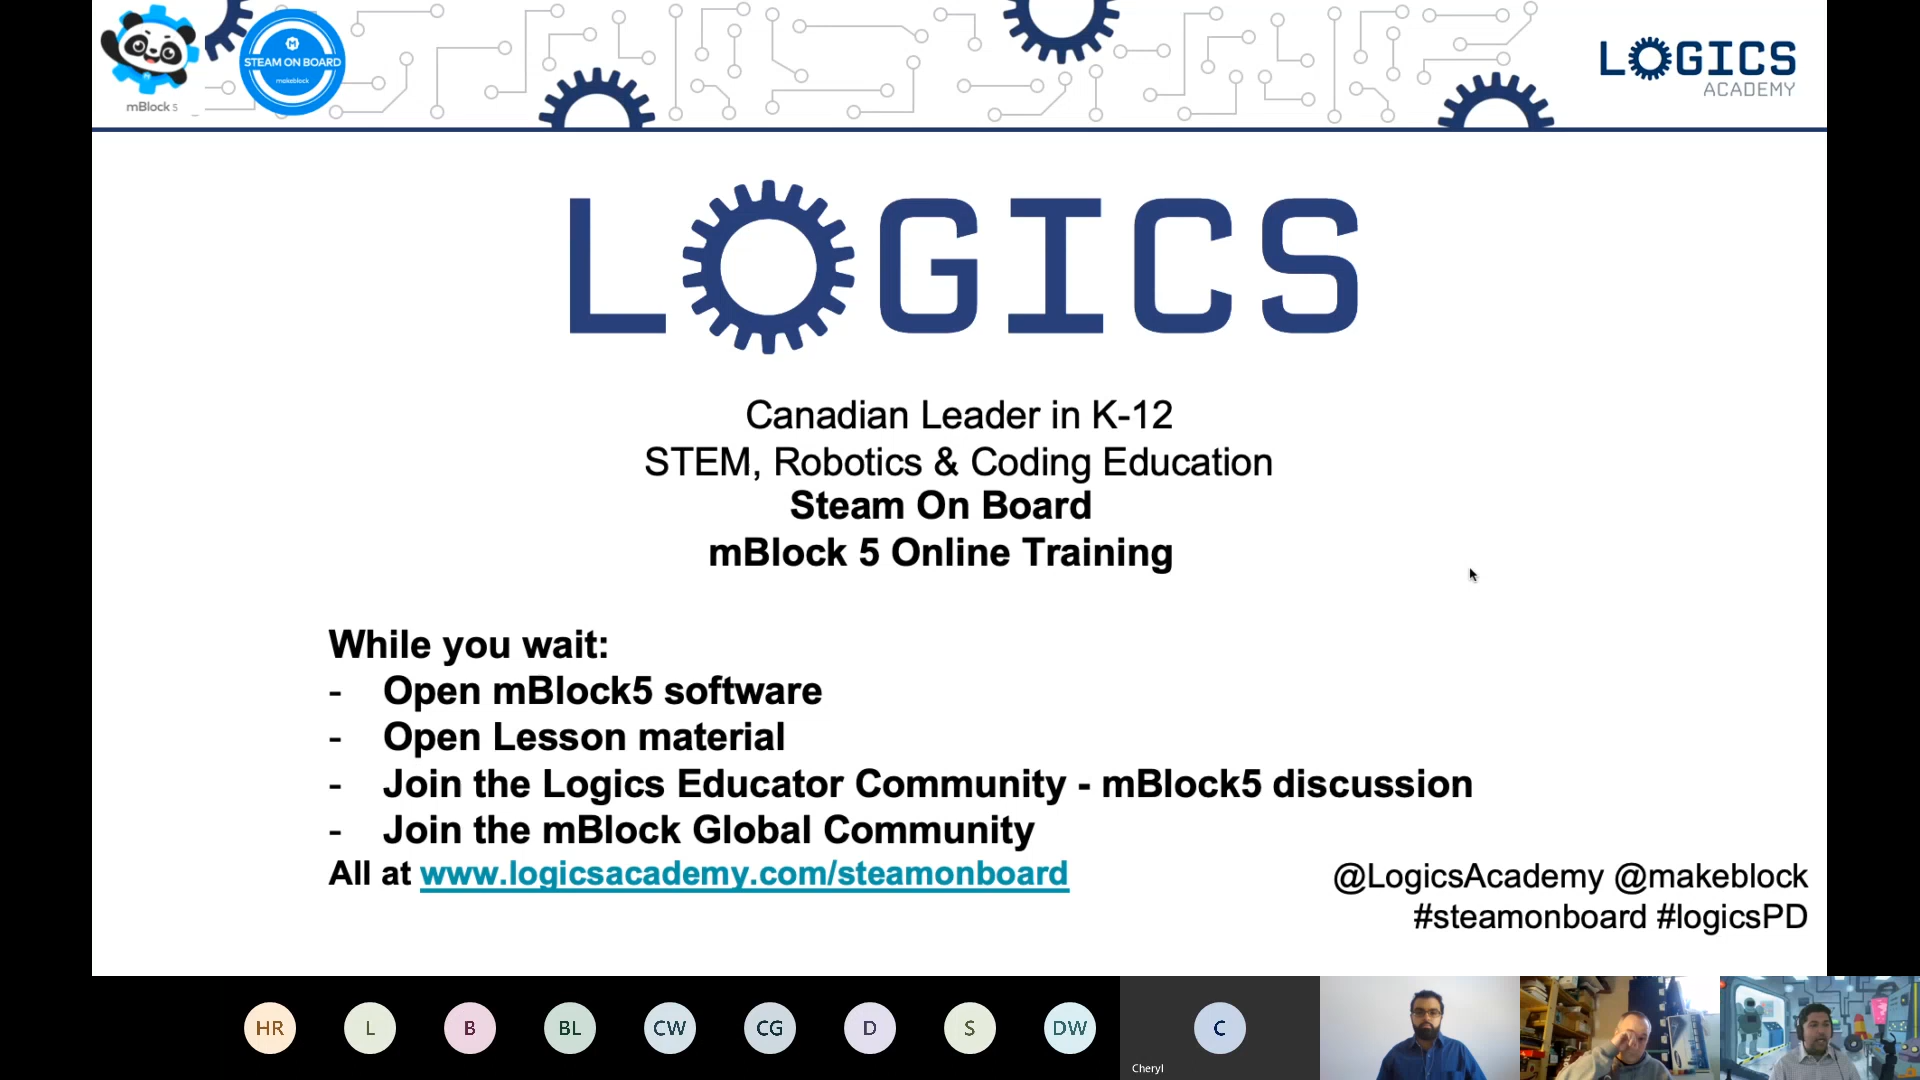 mBlock 5
STEAM ON BOARD
makeblock
LOGICS
ACADEMY
LOGICS
Canadian Leader in K-12
STEM, Robotics & Coding Education
Steam On Board
mBlock 5 Online Training
While you wait:
- Open mBlock5 software
- Open Lesson material
- Join the Logics Educator Community - mBlock5 discussion
- Join the mBlock Global Community
All at www.logicsacademy.com/steamonboard
@LogicsAcademy @makeblock
#steamonboard #logicsPD
HR
L
B
BL
CW
CG
D
S
DW
C
Cheryl